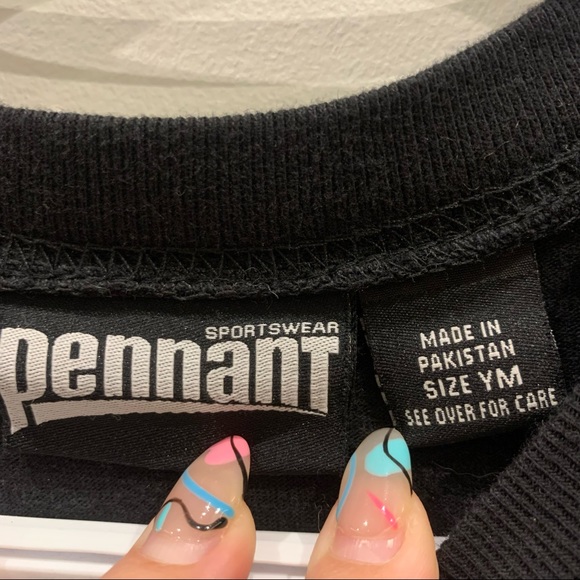 SPORTSWEAR
pennant
MADE IN
PAKISTAN
SIZE YM
SEE OVER FOR CARE